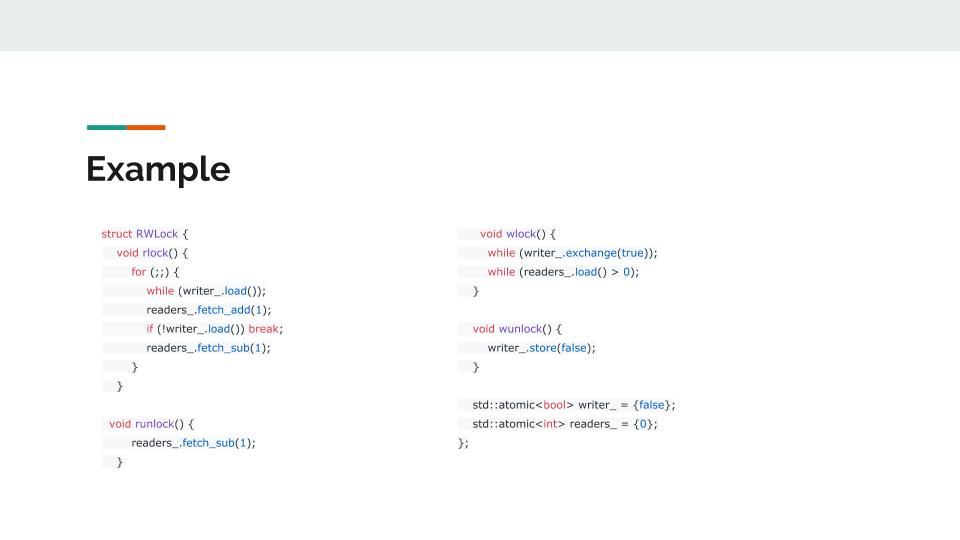 Example
struct RWLock {
void rlock() {
for (;;) {
while (writer_.load());
readers_.fetch_add(1);
if (!writer_.load()) break;
readers_.fetch_sub(1);
}
}
void runlock() {
readers_.fetch_sub(1);
}
void wlock() {
while (writer_.exchange(true));
while (readers_.load() > 0);
}
void wunlock() {
writer_.store(false);
}
std::atomic<bool> writer_ = {false};
std::atomic<int> readers_ = {0};
};